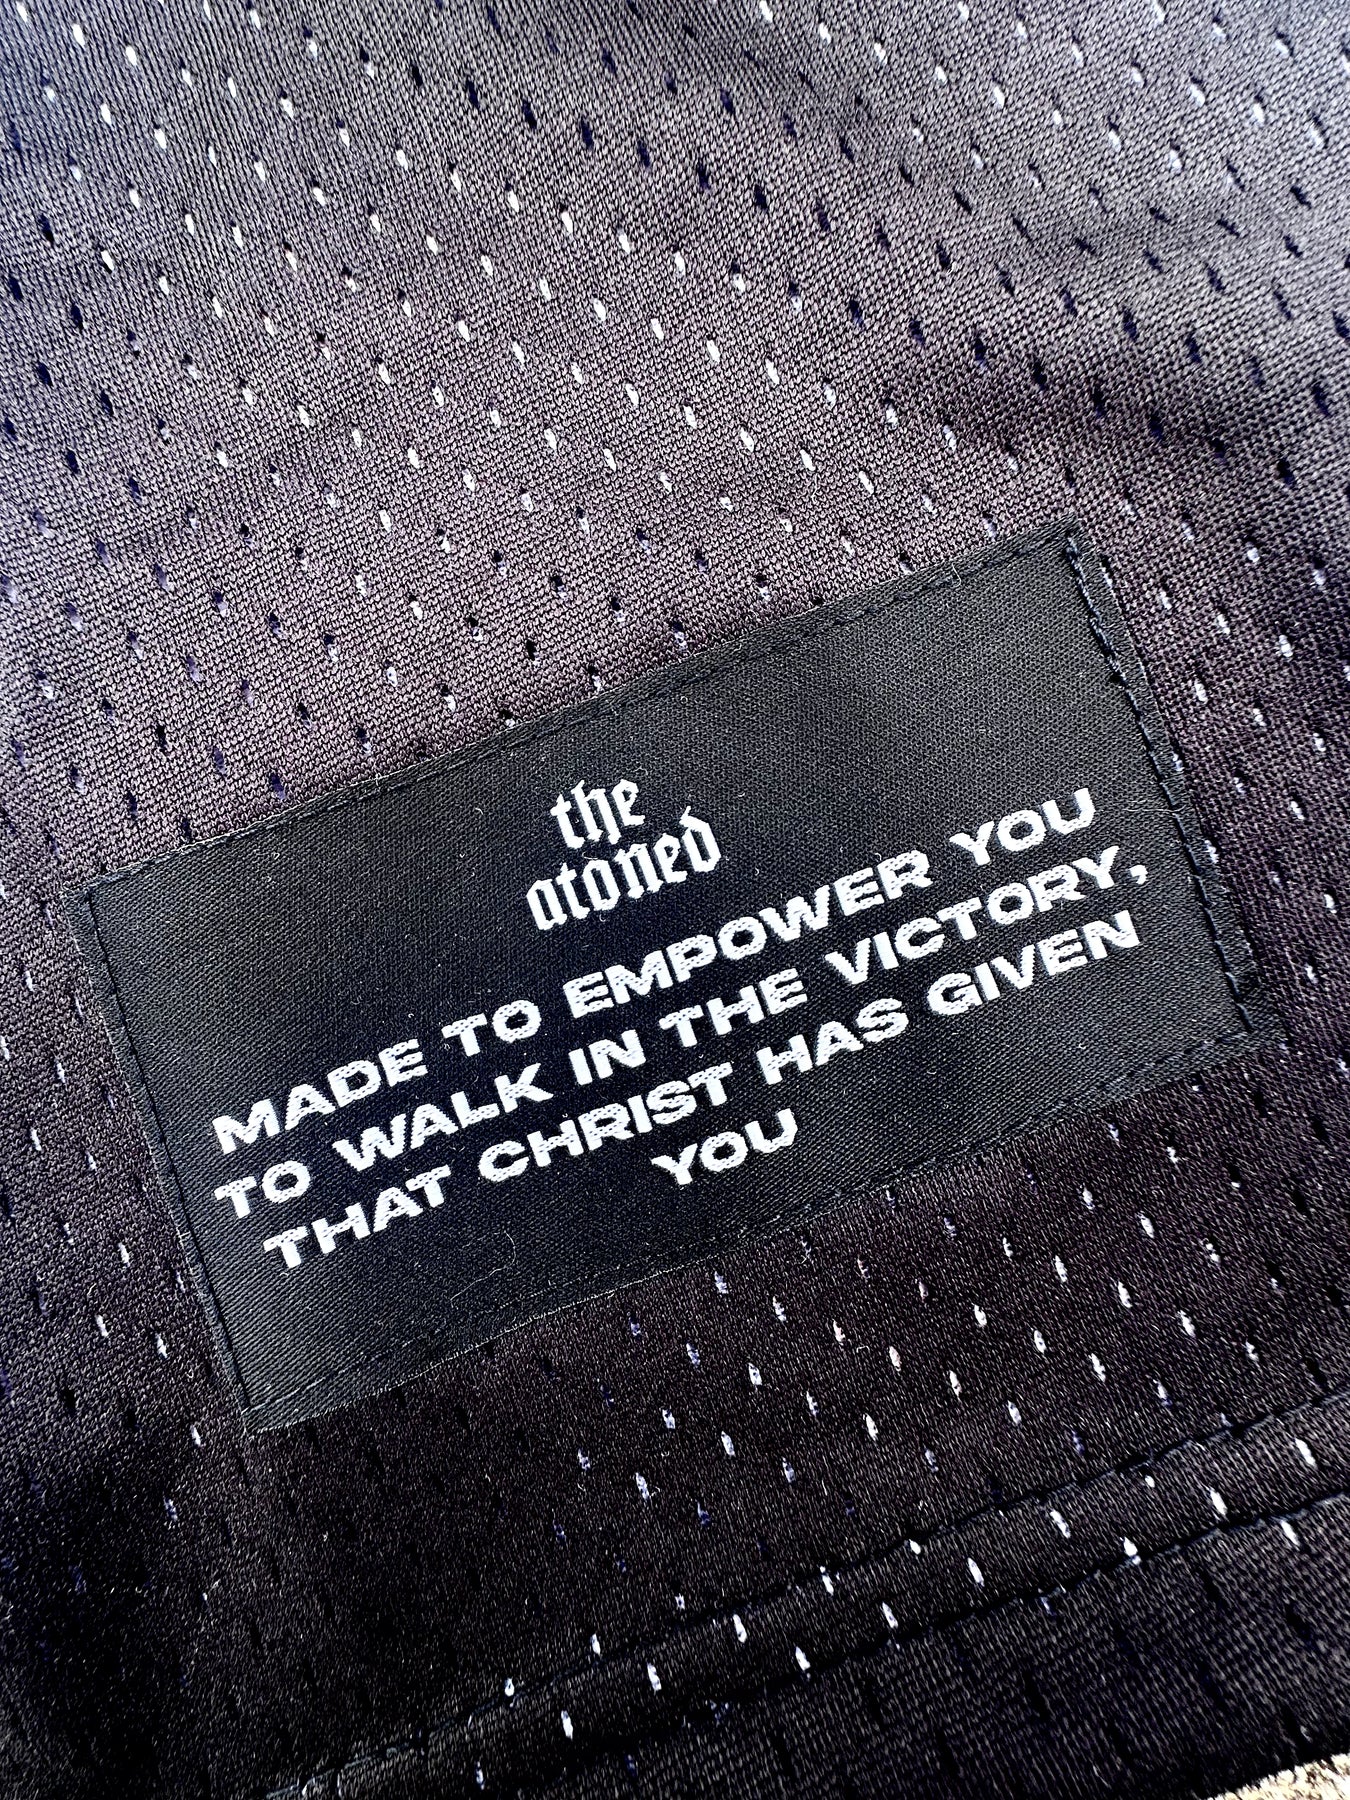 the
atoned
MADE TO EMPOWER YOU
TO WALK IN THE VICTORY,
THAT CHRIST HAS GIVEN
YOU